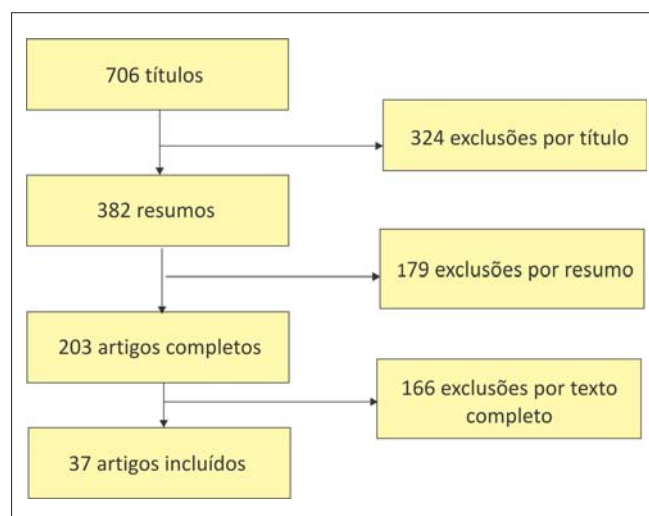 706 títulos
324 exclusões por título
382 resumos
179 exclusões por resumo
203 artigos completos
166 exclusões por texto
completo
37 artigos incluídos